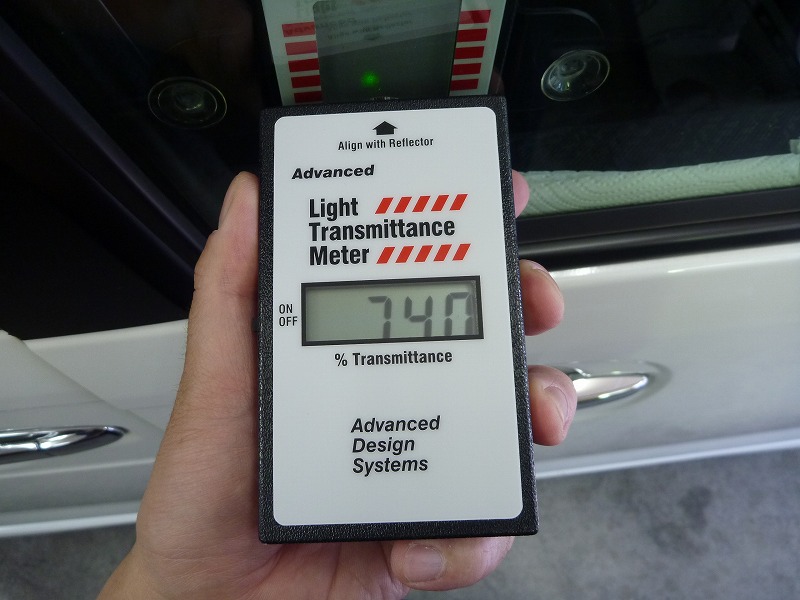 Align with Reflector
Advanced
Light
Transmittance
Meter
ON
OFF
74.0
% Transmittance
Advanced
Design
Systems